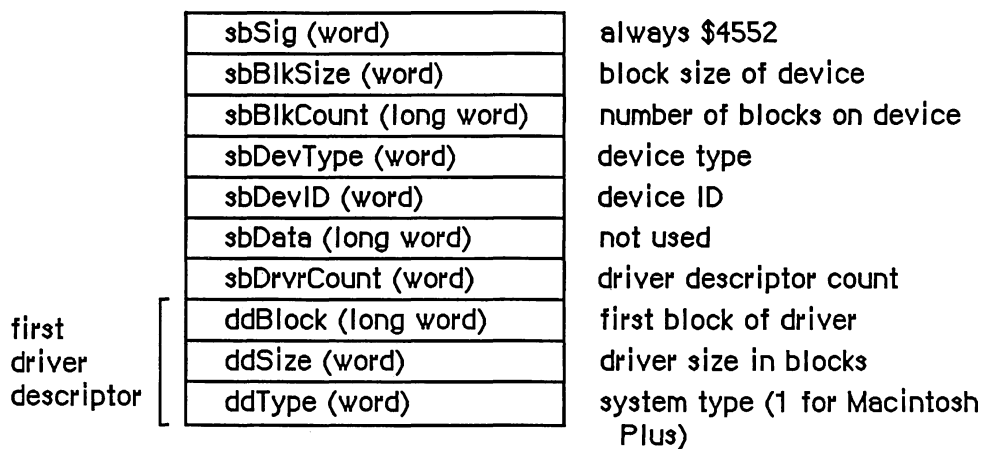 sbSig (word) always $4552
sbBlkSize (word) block size of device
sbBlkCount (long word) number of blocks on device
sbDevType (word) device type
sbDevID (word) device ID
sbData (long word) not used
sbDrvrCount (word) driver descriptor count
first driver descriptor
ddBlock (long word) first block of driver
ddSize (word) driver size in blocks
ddType (word) system type (1 for Macintosh
Plus)